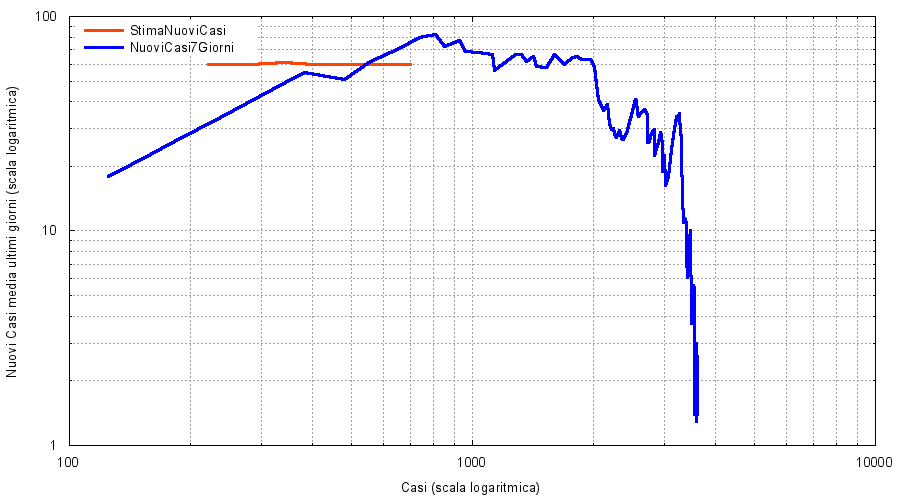 100
StimaNuoviCasi
NuoviCasi7Giorni
Nuovi Casi media ultimi giorni (scala logaritmica)
10
1
100
1000
10000
Casi (scala logaritmica)